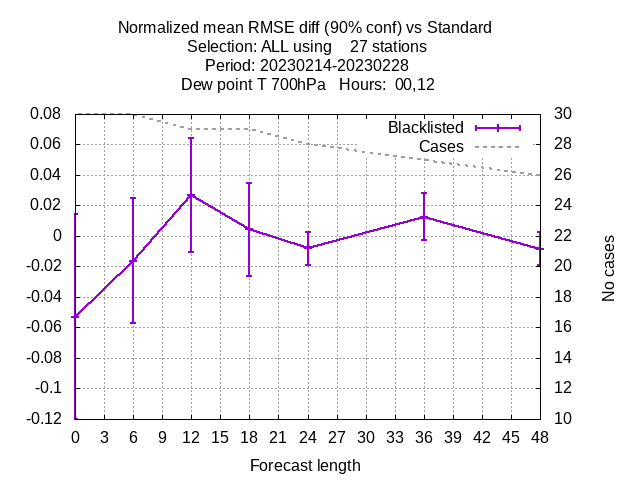 Normalized mean RMSE diff (90% conf) vs Standard
Selection: ALL using    27 stations
Period: 20230214-20230228
Dew point T 700hPa   Hours:  00,12
Blacklisted
Cases
0.08
0.06
0.04
0.02
0
-0.02
-0.04
-0.06
-0.08
-0.1
-0.12
30
28
26
24
22
20
18
16
14
12
10
No cases
0 3 6 9 12 15 18 21 24 27 30 33 36 39 42 45 48
Forecast length